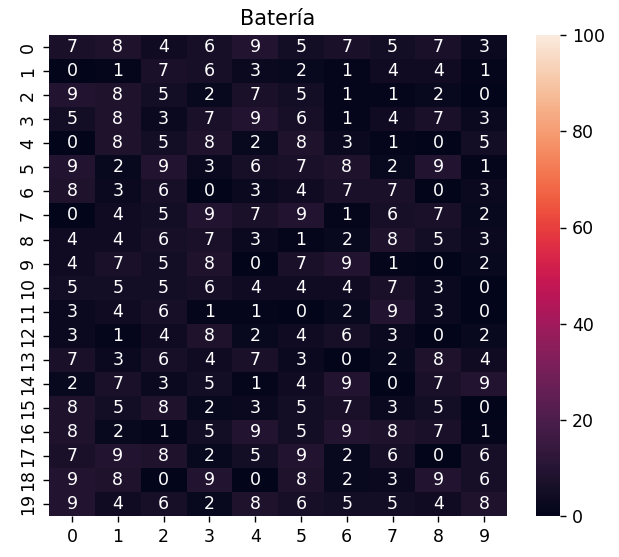 Batería
0 7 8 4 6 9 5 7 5 7 3
1 0 1 7 6 3 2 1 4 4 1
2 9 8 5 2 7 5 1 1 2 0
3 5 8 3 7 9 6 1 4 7 3
4 0 8 5 8 2 8 3 1 0 5
5 9 2 9 3 6 7 8 2 9 1
6 8 3 6 0 3 4 7 7 0 3
7 0 4 5 9 7 9 1 6 7 2
8 4 4 6 7 3 1 2 8 5 3
9 4 7 5 8 0 7 9 1 0 2
10 5 5 5 6 4 4 4 7 3 0
11 3 4 6 1 1 0 2 9 3 0
12 3 1 4 8 2 4 6 3 0 2
13 7 3 6 4 7 3 0 2 8 4
14 2 7 3 5 1 4 9 0 7 9
15 8 5 8 2 3 5 7 3 5 0
16 8 2 1 5 9 5 9 8 7 1
17 7 9 8 2 5 9 2 6 0 6
18 9 8 0 9 0 8 2 3 9 6
19 9 4 6 2 8 6 5 5 4 8
0 1 2 3 4 5 6 7 8 9
100
80
60
40
20
0